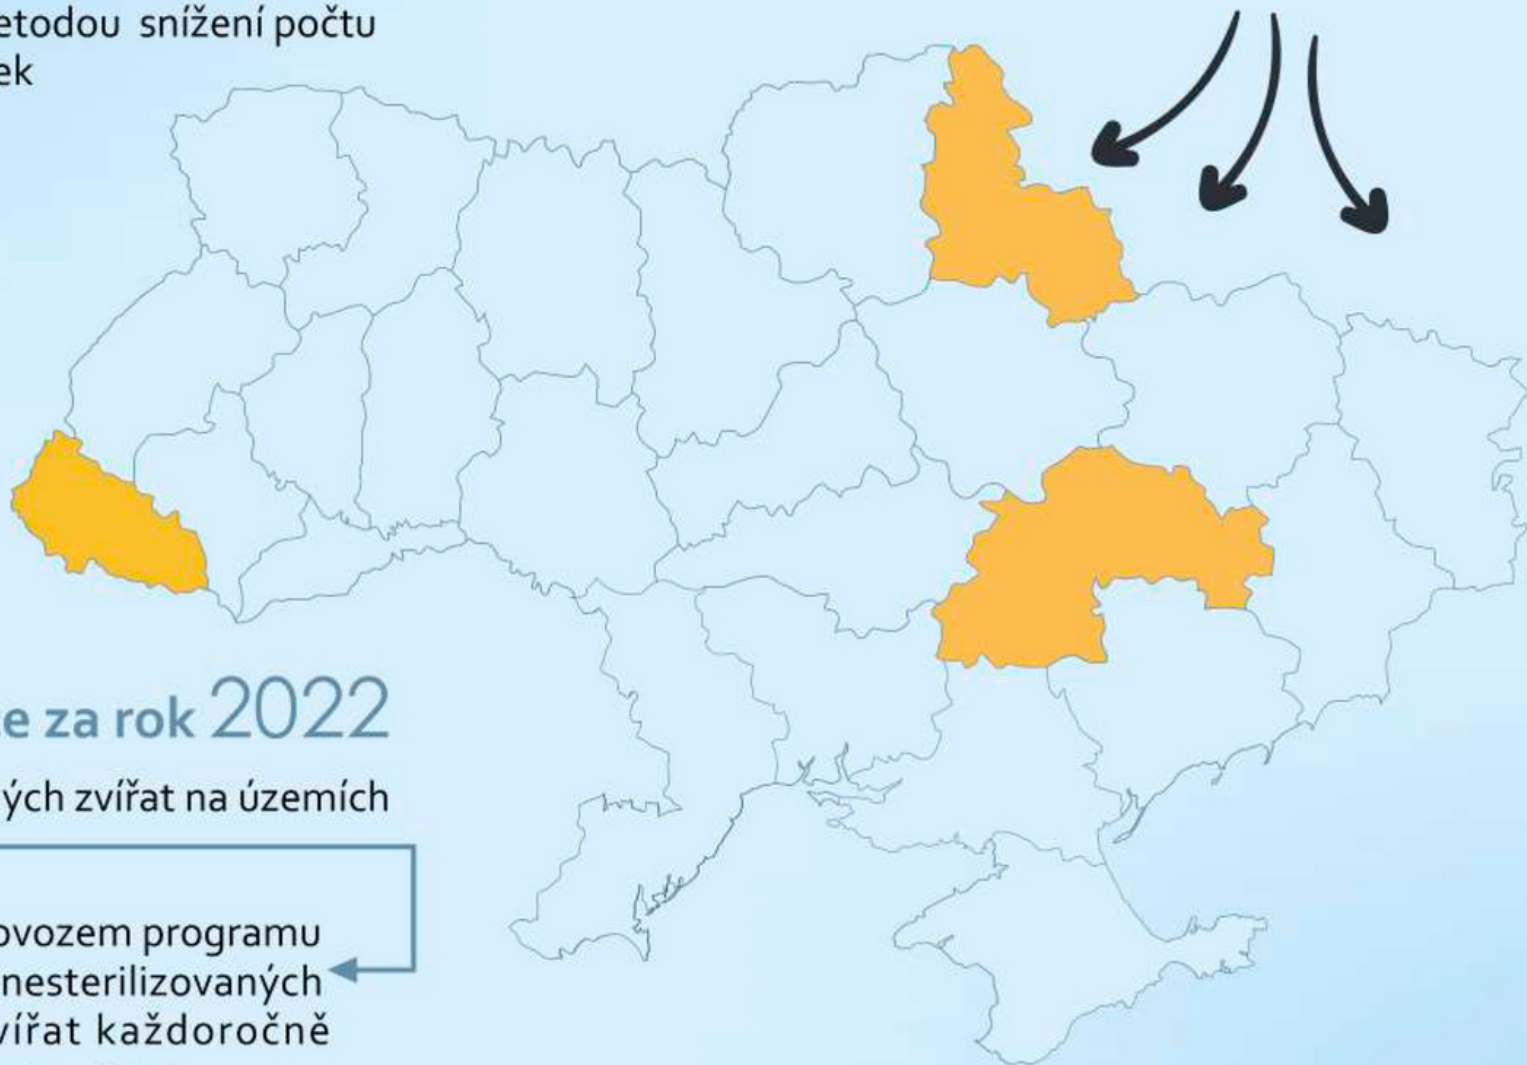 etodou snížení počtu
ek
e za rok 2022
ých zvířat na územích
ovozem programu
nesterilizovaných
vířat každoročně